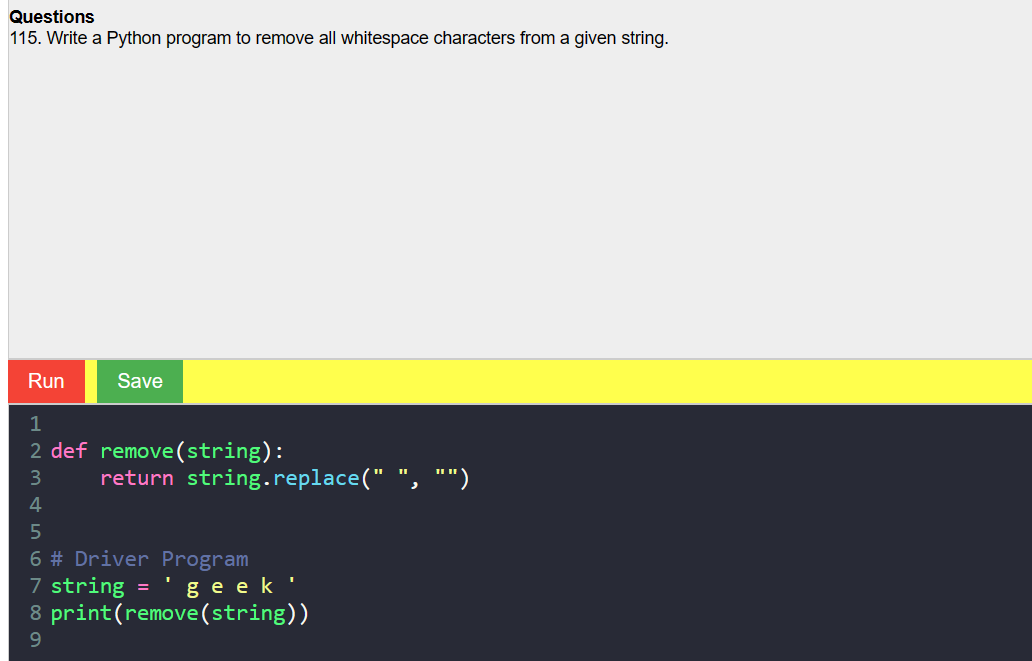 Questions
115. Write a Python program to remove all whitespace characters from a given string.
Run Save
1
2 def remove(string):
3     return string.replace(" ", "")
4
5
6 # Driver Program
7 string = ' g e e k '
8 print(remove(string))
9